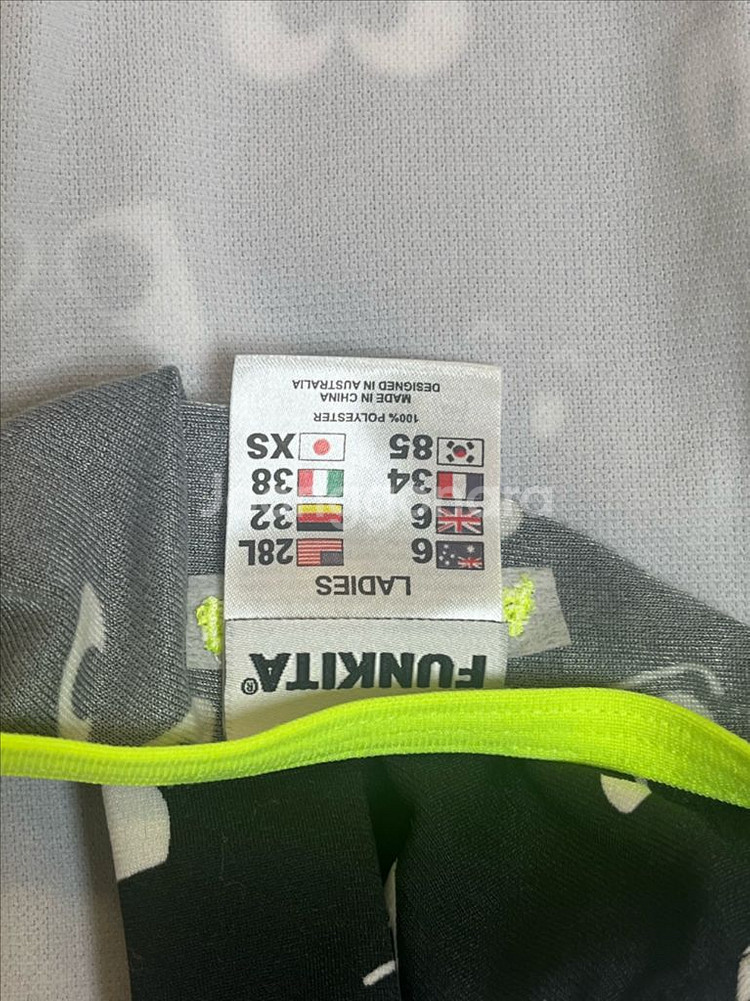 FUNKITA®
LADIES
6 28L
6 32
34 38
85 XS
100% POLYESTER
MADE IN CHINA
DESIGNED IN AUSTRALIA